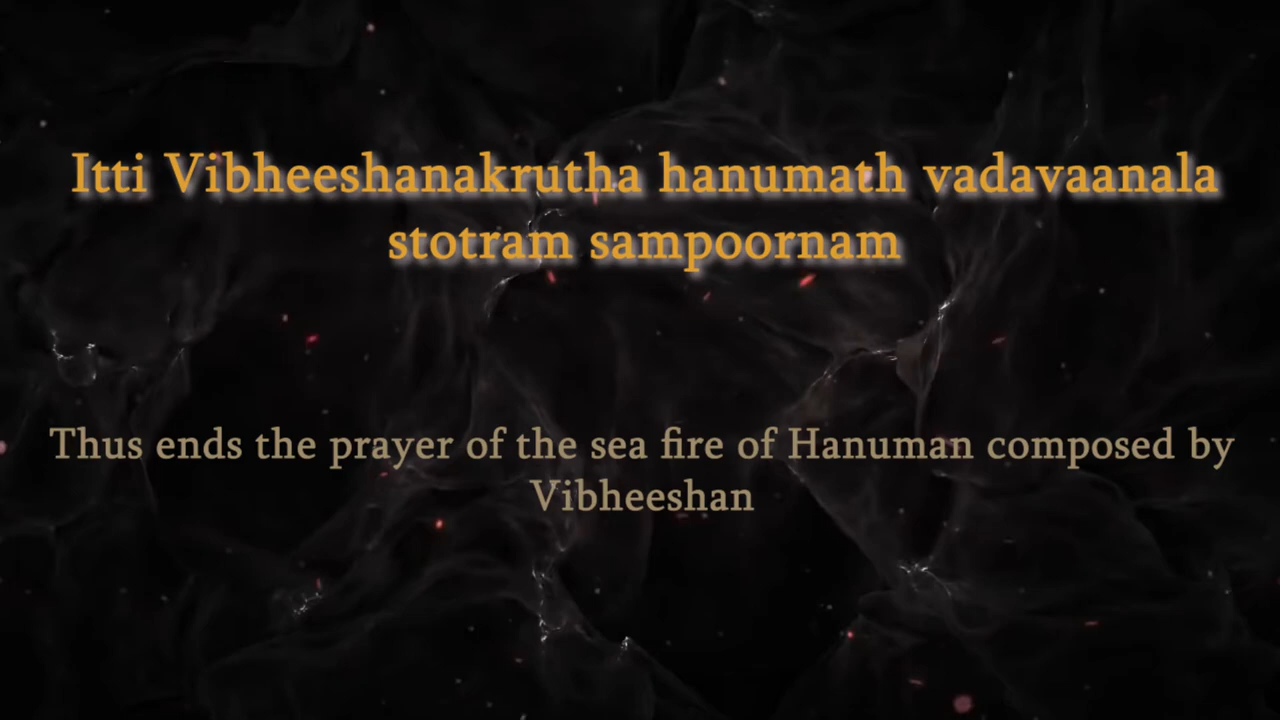 Itti Vibheeshanakrutha hanumath vadavaanala
stotram sampoornam
Thus ends the prayer of the sea fire of Hanuman composed by
Vibheeshan